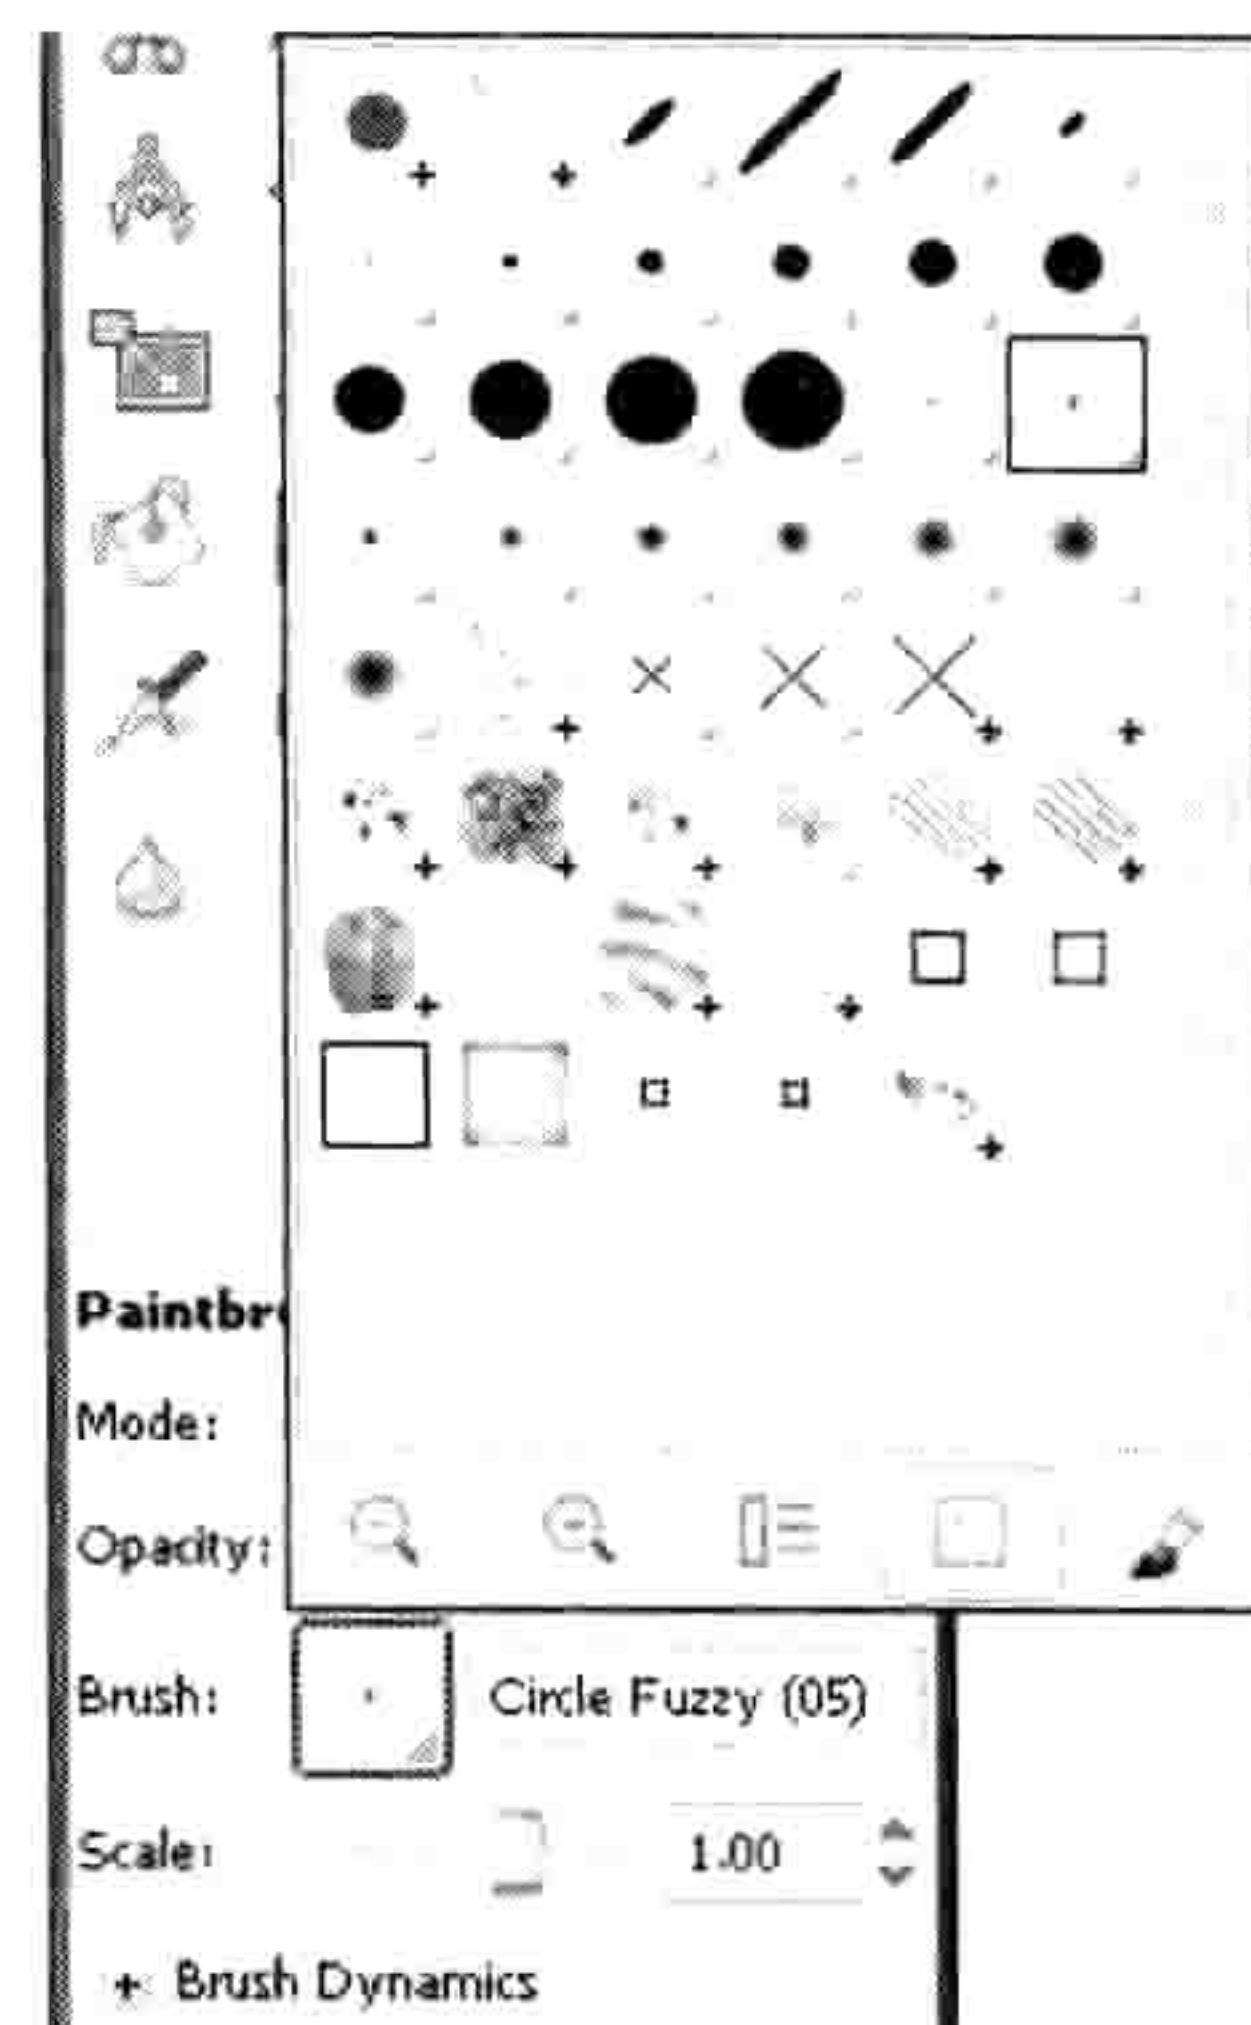 Paintbr
Mode:
Opacity:
Brush: Circle Fuzzy (05)
Scale: 1.00
Brush Dynamics